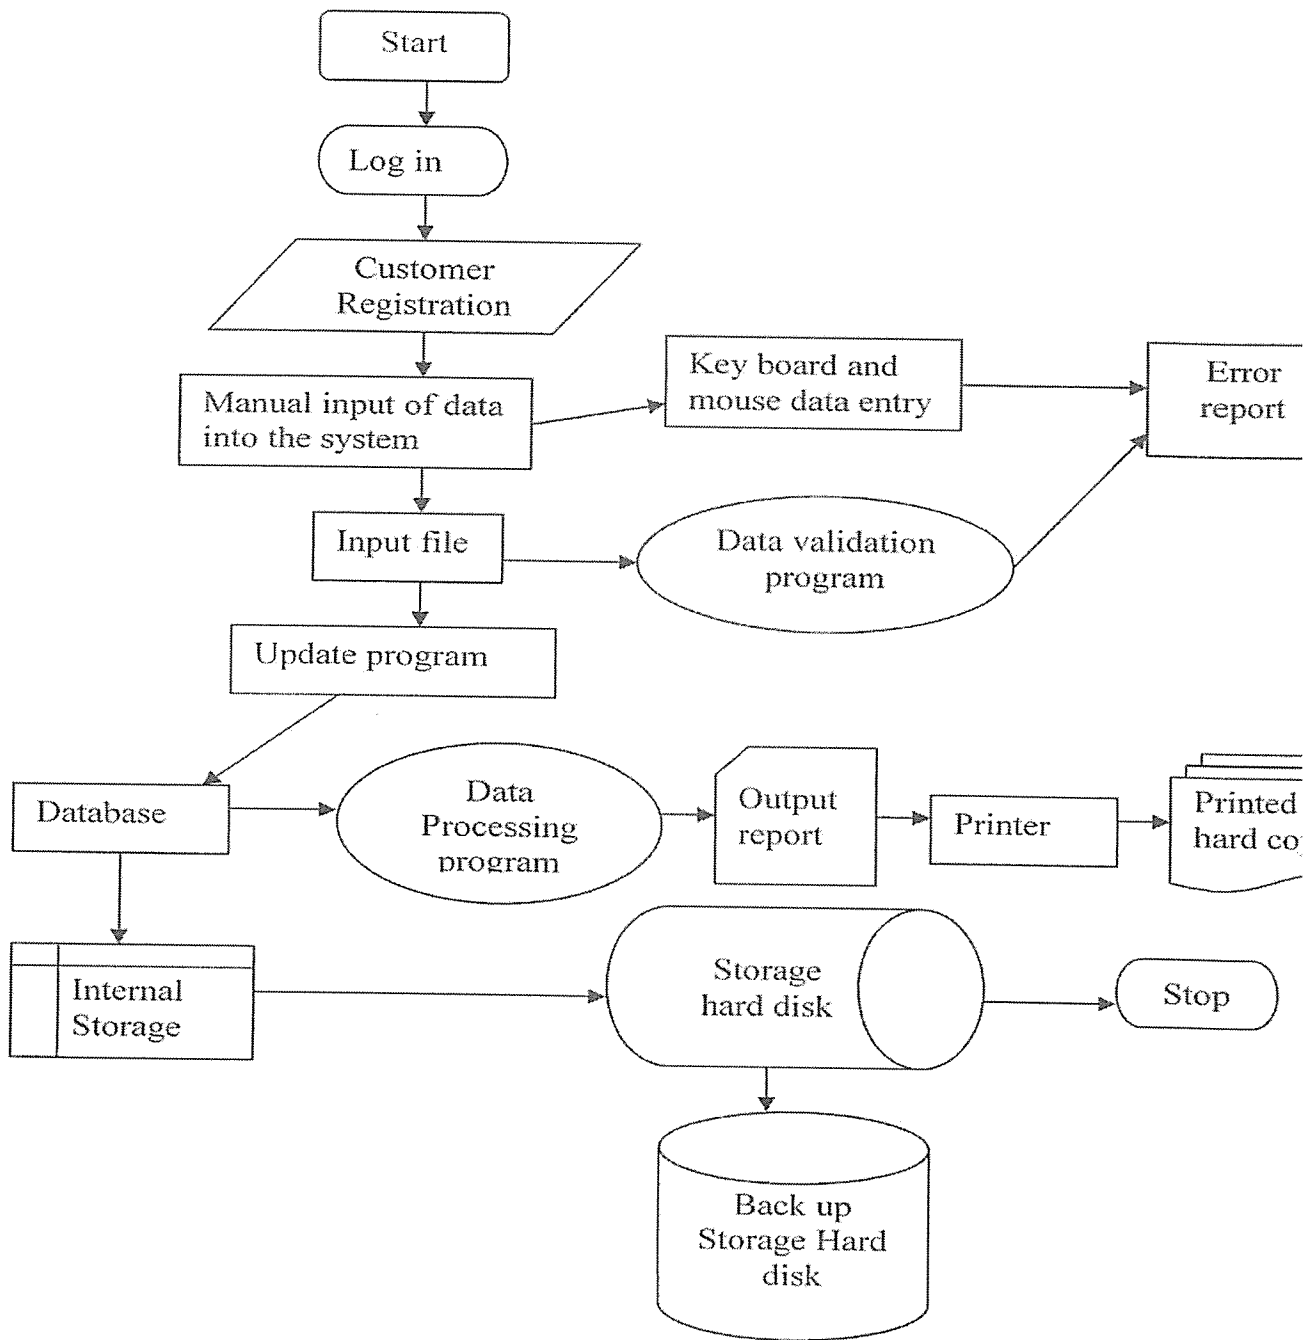 Start
Log in
Customer
Registration
Manual input of data
into the system
Key board and
mouse data entry
Error
report
Input file
Data validation
program
Update program
Database
Data
Processing
program
Output
report
Printer
Printed
hard
Internal
Storage
Storage
hard disk
Stop
Back up
Storage Hard
disk